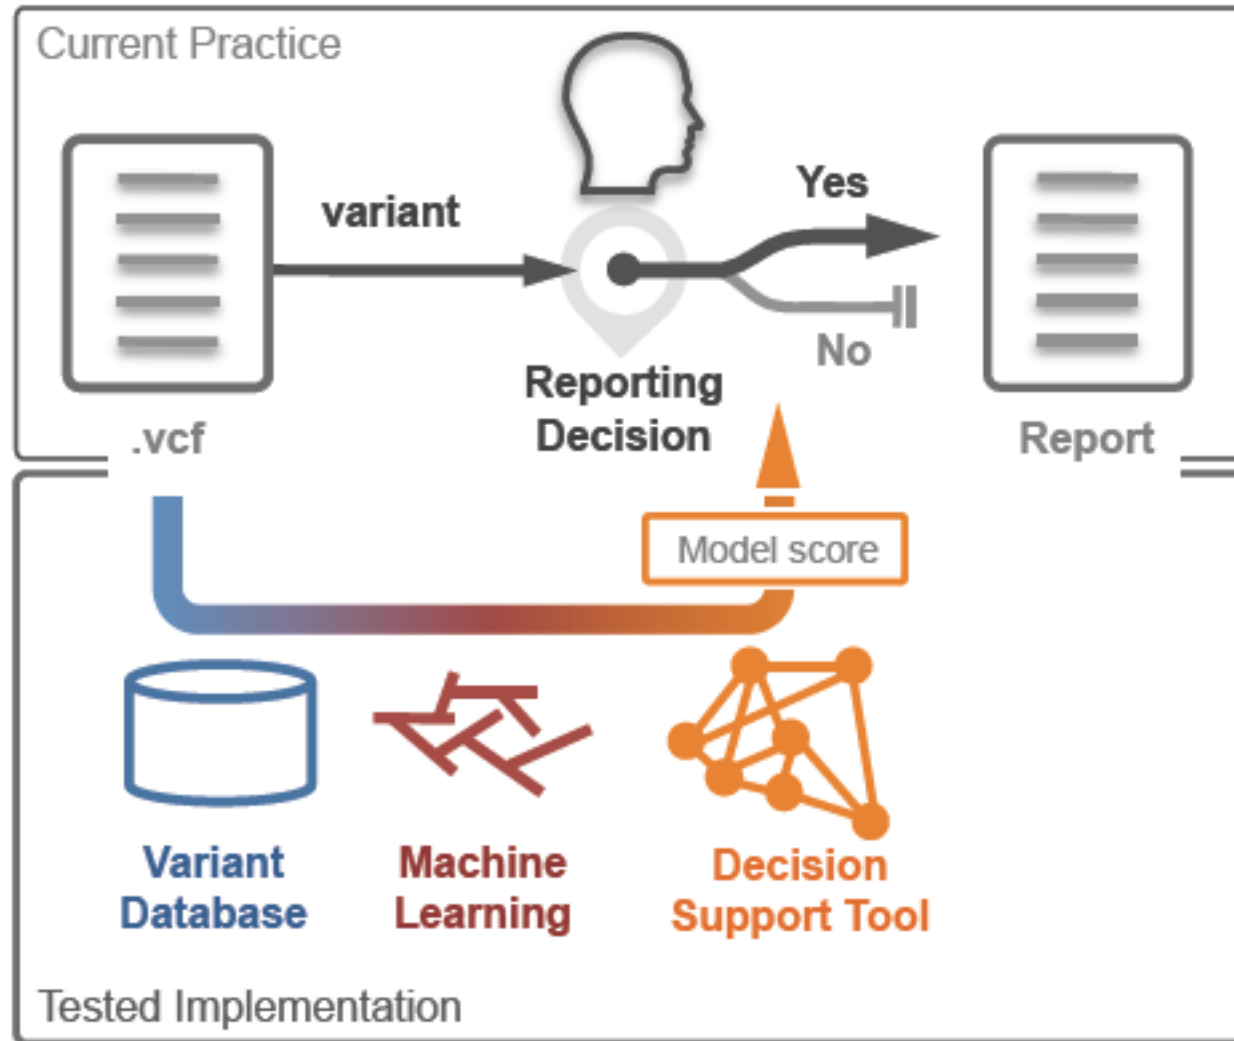 Current Practice
variant
Yes
No
Reporting
Decision
.vcf
Report
Model score
Variant
Database
Machine
Learning
Decision
Support Tool
Tested Implementation